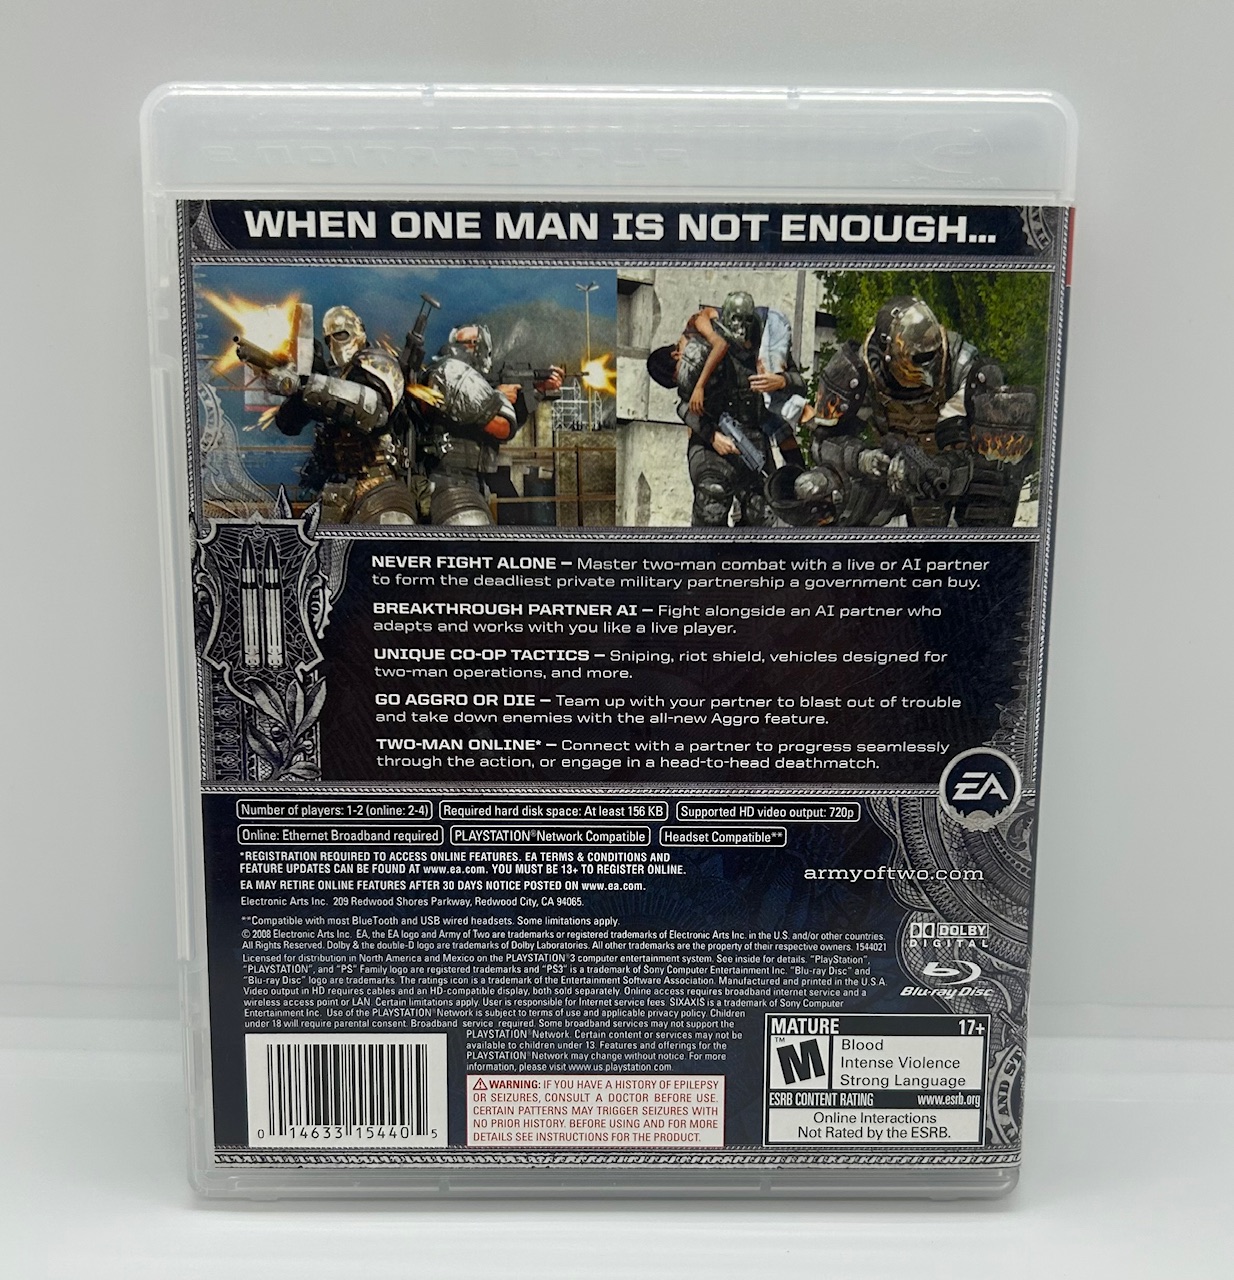 WHEN ONE MAN IS NOT ENOUGH...
NEVER FIGHT ALONE – Master two-man combat with a live or AI partner
to form the deadliest private military partnership a government can buy.
BREAKTHROUGH PARTNER AI – Fight alongside an AI partner who
adapts and works with you like a live player.
UNIQUE CO-OP TACTICS – Sniping, riot shield, vehicles designed for
two-man operations, and more.
GO AGGRO OR DIE – Team up with your partner to blast out of trouble
and take down enemies with the all-new Aggro feature.
TWO-MAN ONLINE* – Connect with a partner to progress seamlessly
through the action, or engage in a head-to-head deathmatch.
EA
Number of players: 1-2 (online: 2-4) Required hard disk space: At least 156 KB Supported HD video output: 720p
Online: Ethernet Broadband required PLAYSTATION®Network Compatible Headset Compatible**
*REGISTRATION REQUIRED TO ACCESS ONLINE FEATURES. EA TERMS & CONDITIONS AND
FEATURE UPDATES CAN BE FOUND AT www.ea.com. YOU MUST BE 13+ TO REGISTER ONLINE.
EA MAY RETIRE ONLINE FEATURES AFTER 30 DAYS NOTICE POSTED ON www.ea.com.
Electronic Arts Inc. 209 Redwood Shores Parkway, Redwood City, CA 94065.
armyoftwo.com
**Compatible with most BlueTooth and USB wired headsets. Some limitations apply.
© 2008 Electronic Arts Inc. EA, the EA logo and Army of Two are trademarks or registered trademarks of Electronic Arts Inc. in the U.S. and/or other countries.
All Rights Reserved. Dolby & the double-D logo are trademarks of Dolby Laboratories. All other trademarks are the property of their respective owners. 1544021
Licensed for distribution in North America and Mexico on the PLAYSTATION®3 computer entertainment system. See inside for details. "PlayStation",
"PLAYSTATION", and "PS" Family logo are registered trademarks and "PS3" is a trademark of Sony Computer Entertainment Inc. "Blu-ray Disc" and
"Blu-ray Disc" logo are trademarks. The ratings icon is a trademark of the Entertainment Software Association. Manufactured and printed in the U.S.A.
Video output in HD requires cables and an HD-compatible display, both sold separately. Online access requires broadband internet service and a
wireless access point or LAN. Certain limitations apply. User is responsible for Internet service fees. SIXAXIS is a trademark of Sony Computer
Entertainment Inc. Use of the PLAYSTATION®Network is subject to terms of use and applicable privacy policy. Children
under 18 will require parental consent. Broadband service required. Some broadband services may not support the
PLAYSTATION®Network. Certain content or services may not be
available to children under 13. Features and offerings for the
PLAYSTATION®Network may change without notice. For more
information, please visit www.us.playstation.com.
DOLBY
DIGITAL
Blu-ray Disc
⚠WARNING: IF YOU HAVE A HISTORY OF EPILEPSY
OR SEIZURES, CONSULT A DOCTOR BEFORE USE.
CERTAIN PATTERNS MAY TRIGGER SEIZURES WITH
NO PRIOR HISTORY. BEFORE USING AND FOR MORE
DETAILS SEE INSTRUCTIONS FOR THE PRODUCT.
0 14633 15440 5
MATURE 17+
M™
Blood
Intense Violence
Strong Language
ESRB CONTENT RATING www.esrb.org
Online Interactions
Not Rated by the ESRB.